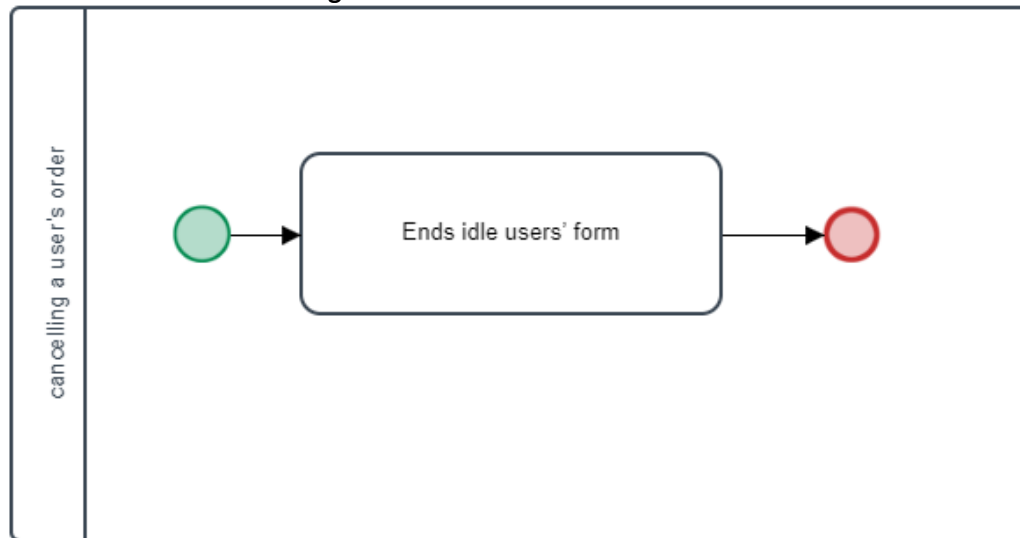 cancelling a user's order
Ends idle users’ form